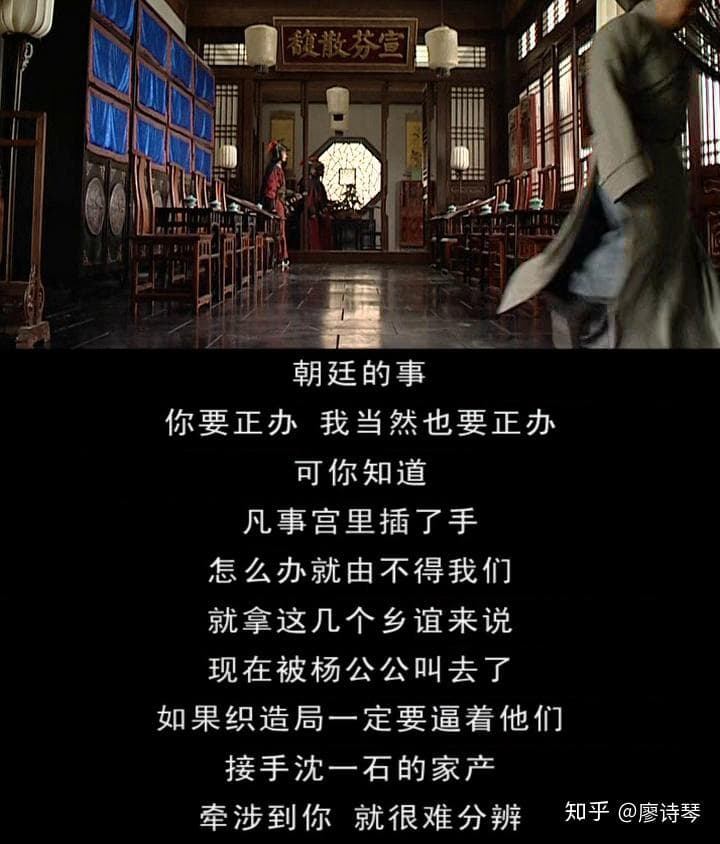 馥散芬宣
朝廷的事
你要正办 我当然也要正办
可你知道
凡事宫里插了手
怎么办就由不得我们
就拿这几个乡谊来说
现在被杨公公叫去了
如果织造局一定要逼着他们
接手沈一石的家产
牵涉到你 就很难分辨
知乎 @廖诗琴